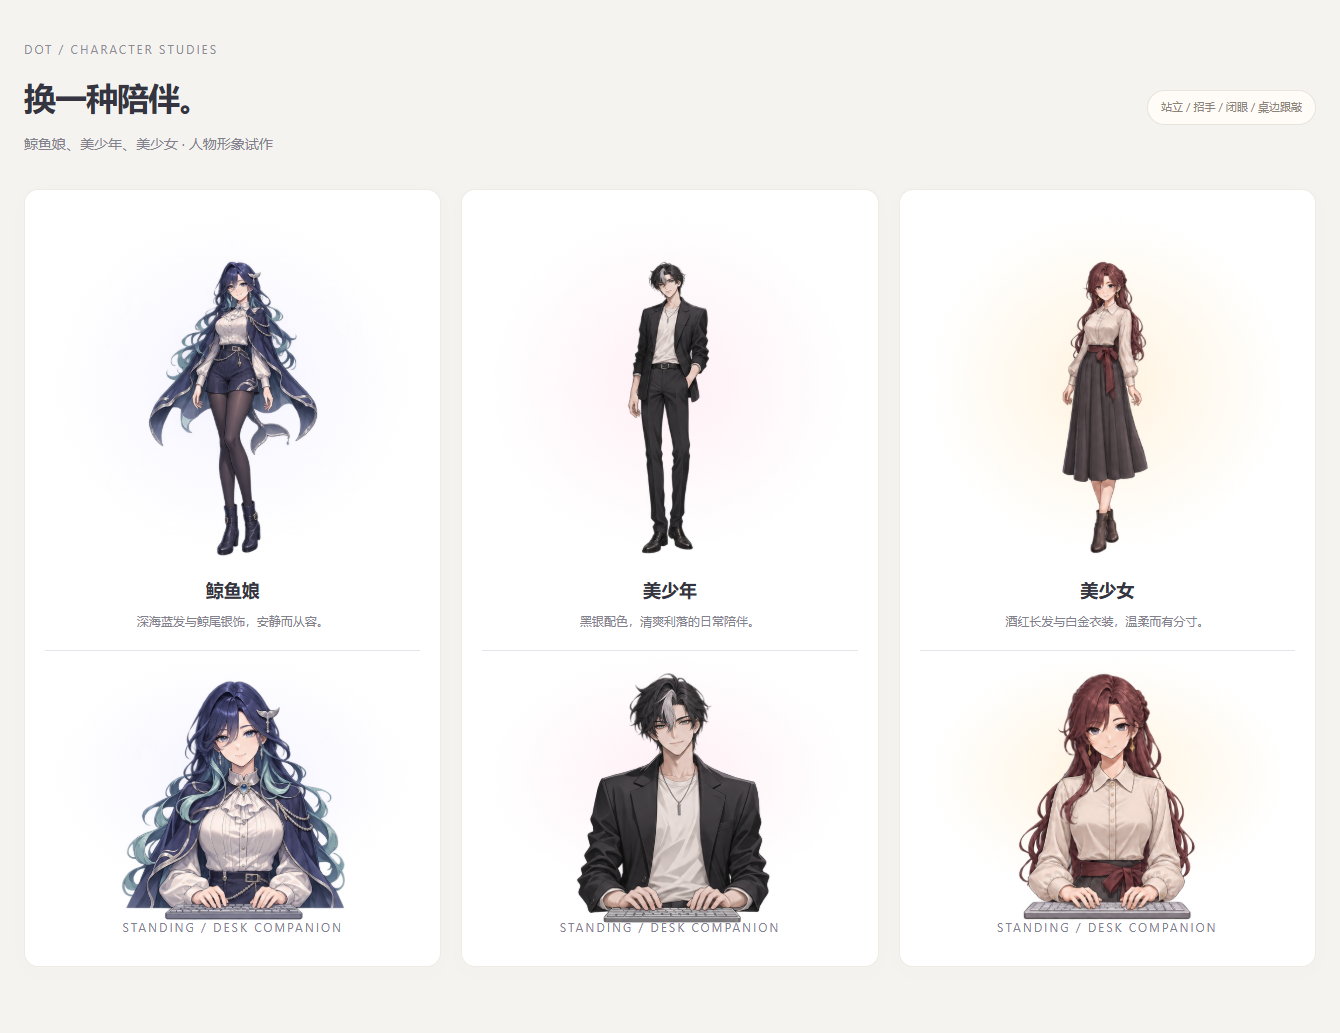 DOT / CHARACTER STUDIES
换一种陪伴。
鲸鱼娘、美少年、美少女 · 人物形象试作
站立 / 招手 / 闭眼 / 桌边跟敲
鲸鱼娘
深海蓝发与鲸尾银饰，安静而从容。
STANDING / DESK COMPANION
美少年
黑银配色，清爽利落的日常陪伴。
STANDING / DESK COMPANION
美少女
酒红长发与白金衣装，温柔而有分寸。
STANDING / DESK COMPANION